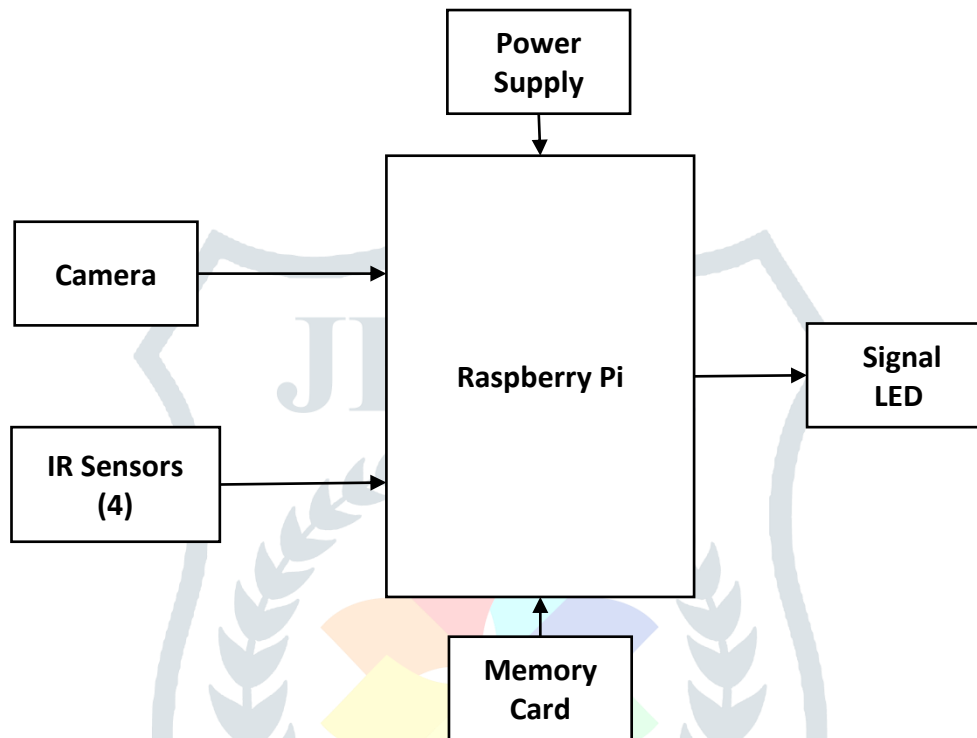 Power
Supply
Camera
Raspberry Pi
Signal
LED
IR Sensors
(4)
Memory
Card